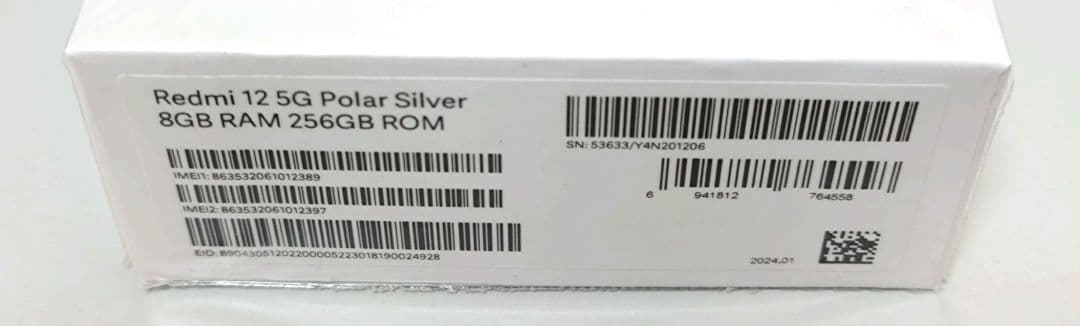 Redmi 12 5G Polar Silver
8GB RAM 256GB ROM
IMEI1: 863532061012389
IMEI2: 863532061012397
EID: 89043051202200005223018190024928
SN: 53633/Y4N201206
6 941812 764558
2024.01